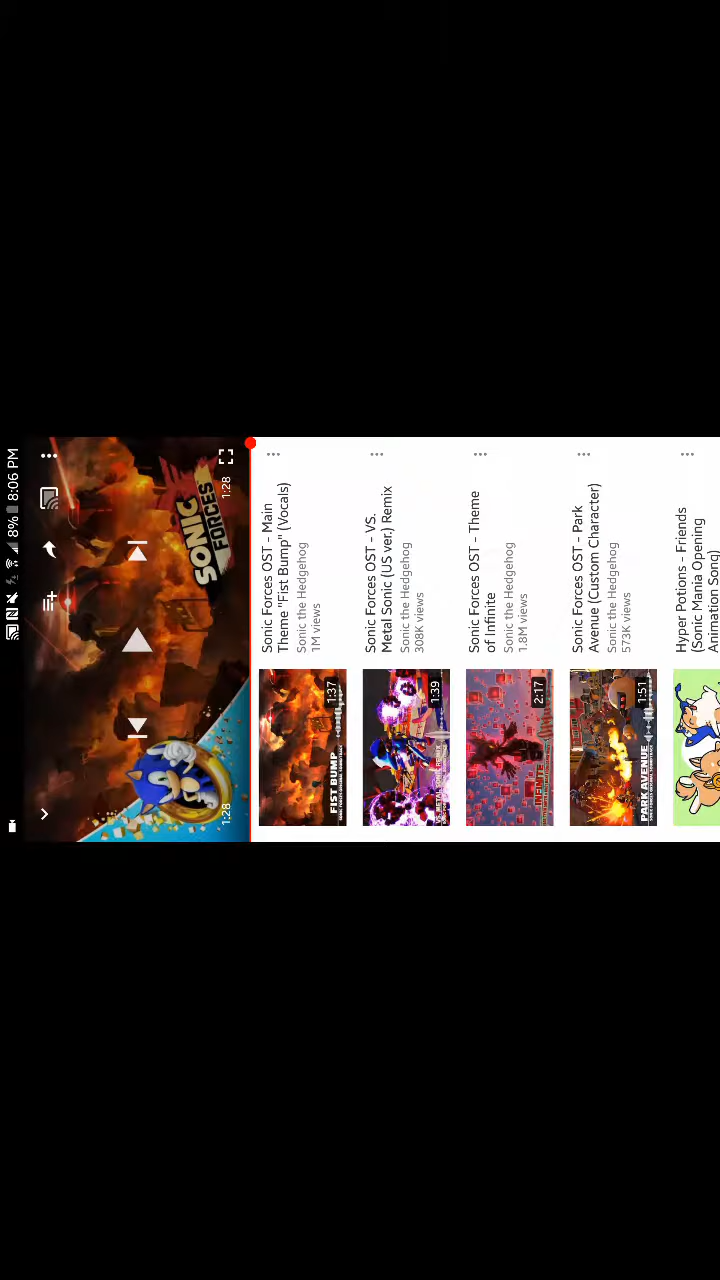 8% 8:06 PM
SONIC
FORCES
1:28
1:28
Sonic Forces OST - Main
Theme "Fist Bump" (Vocals)
Sonic the Hedgehog
1M views
FIST BUMP
1:37
Sonic Forces OST - VS.
Metal Sonic (US ver.) Remix
Sonic the Hedgehog
308K views
VS. METAL SONIC REMIX
1:39
Sonic Forces OST - Theme
of Infinite
Sonic the Hedgehog
1.8M views
INFINITE
2:17
Sonic Forces OST - Park
Avenue (Custom Character)
Sonic the Hedgehog
573K views
PARK AVENUE
1:51
Hyper Potions - Friends
(Sonic Mania Opening
Animation Song)